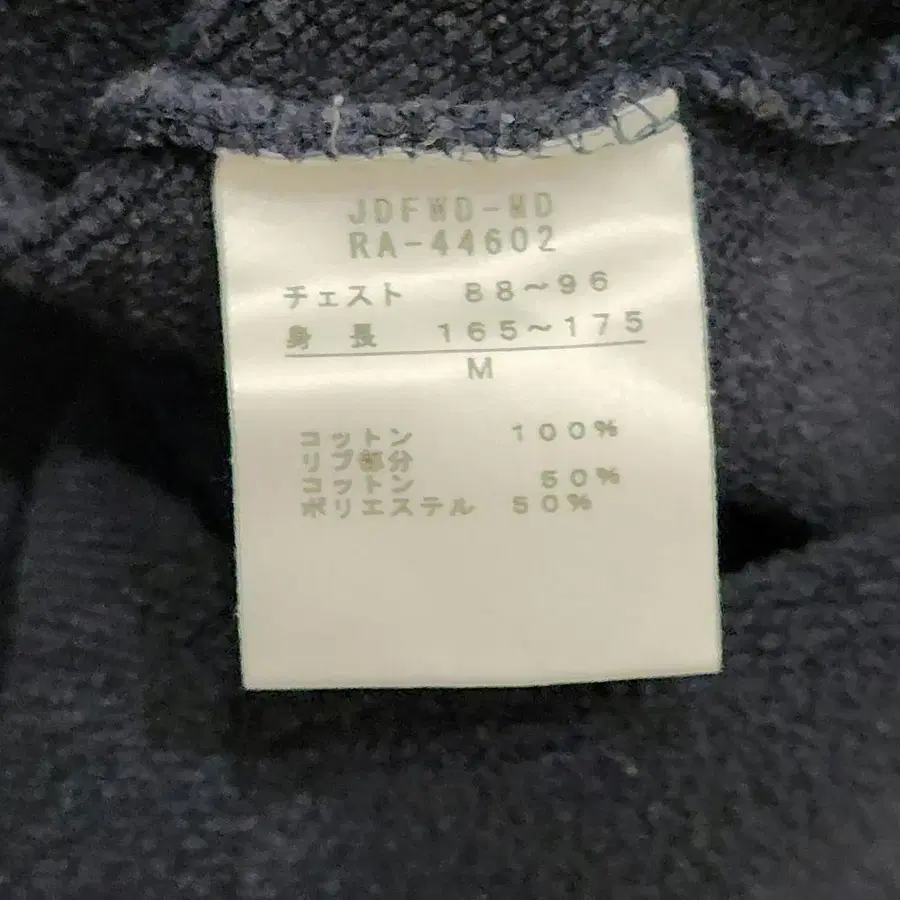 JDFWD-WD
RA-44602
チェスト 88~96
身 長 165~175
M
コットン 100%
リブ部分
コットン 50%
ポリエステル 50%